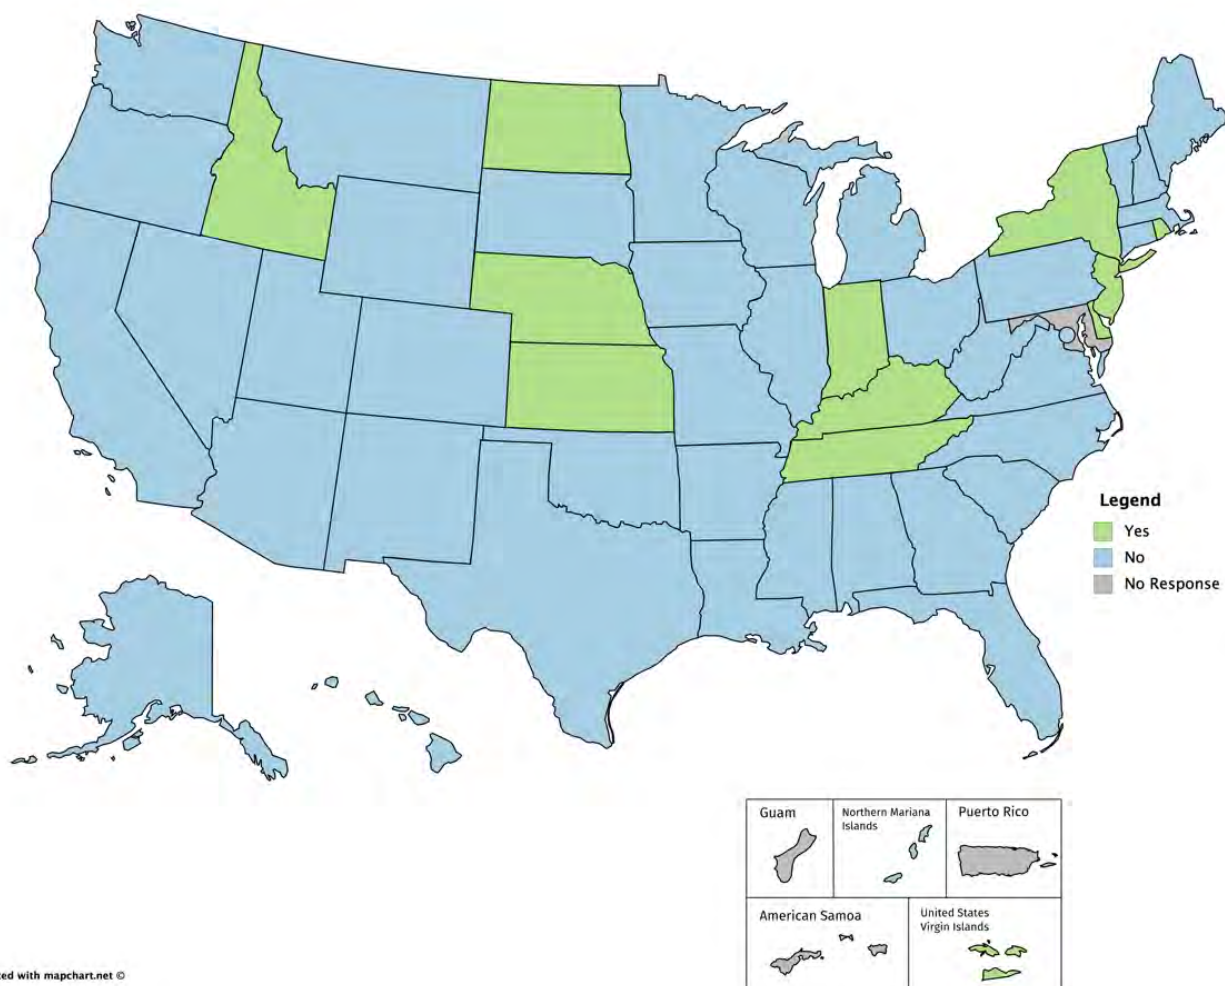 Legend
Yes
No
No Response
Guam
Northern Mariana
Islands
Puerto Rico
American Samoa
United States
Virgin Islands
ted with mapchart.net ©